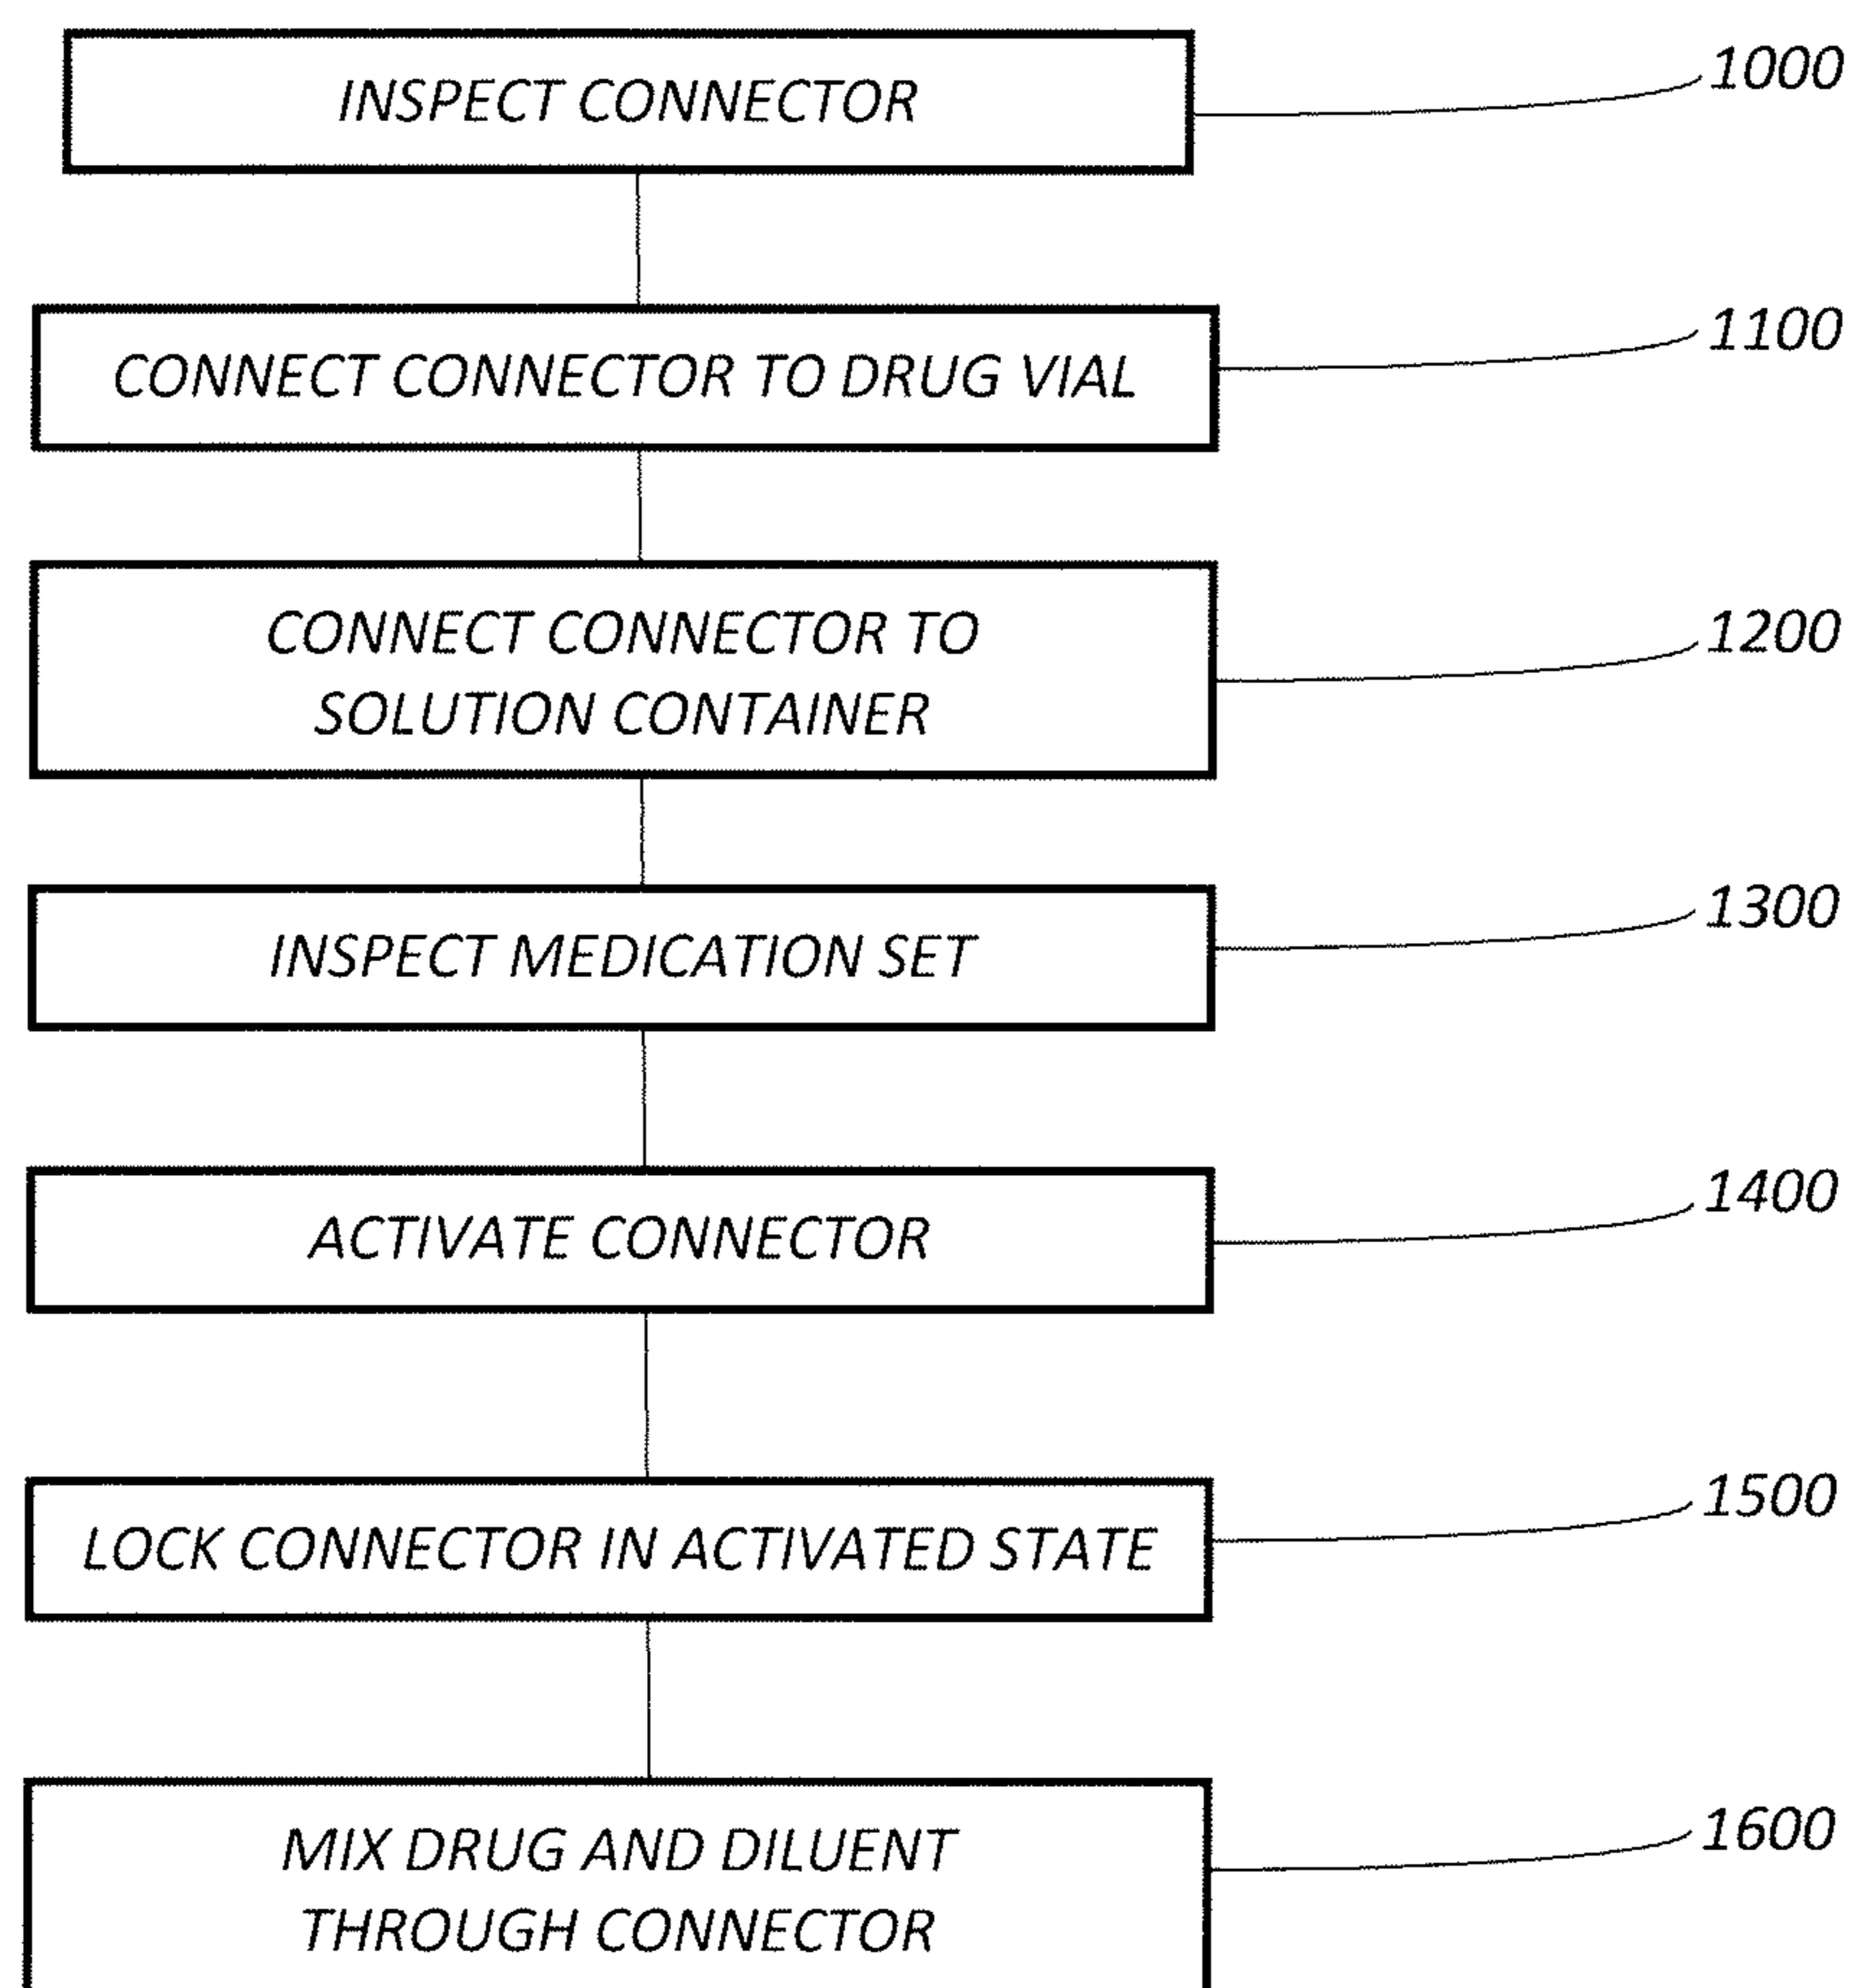 INSPECT CONNECTOR
1000
CONNECT CONNECTOR TO DRUG VIAL
1100
CONNECT CONNECTOR TO
SOLUTION CONTAINER
1200
INSPECT MEDICATION SET
1300
ACTIVATE CONNECTOR
1400
LOCK CONNECTOR IN ACTIVATED STATE
1500
MIX DRUG AND DILUENT
THROUGH CONNECTOR
1600